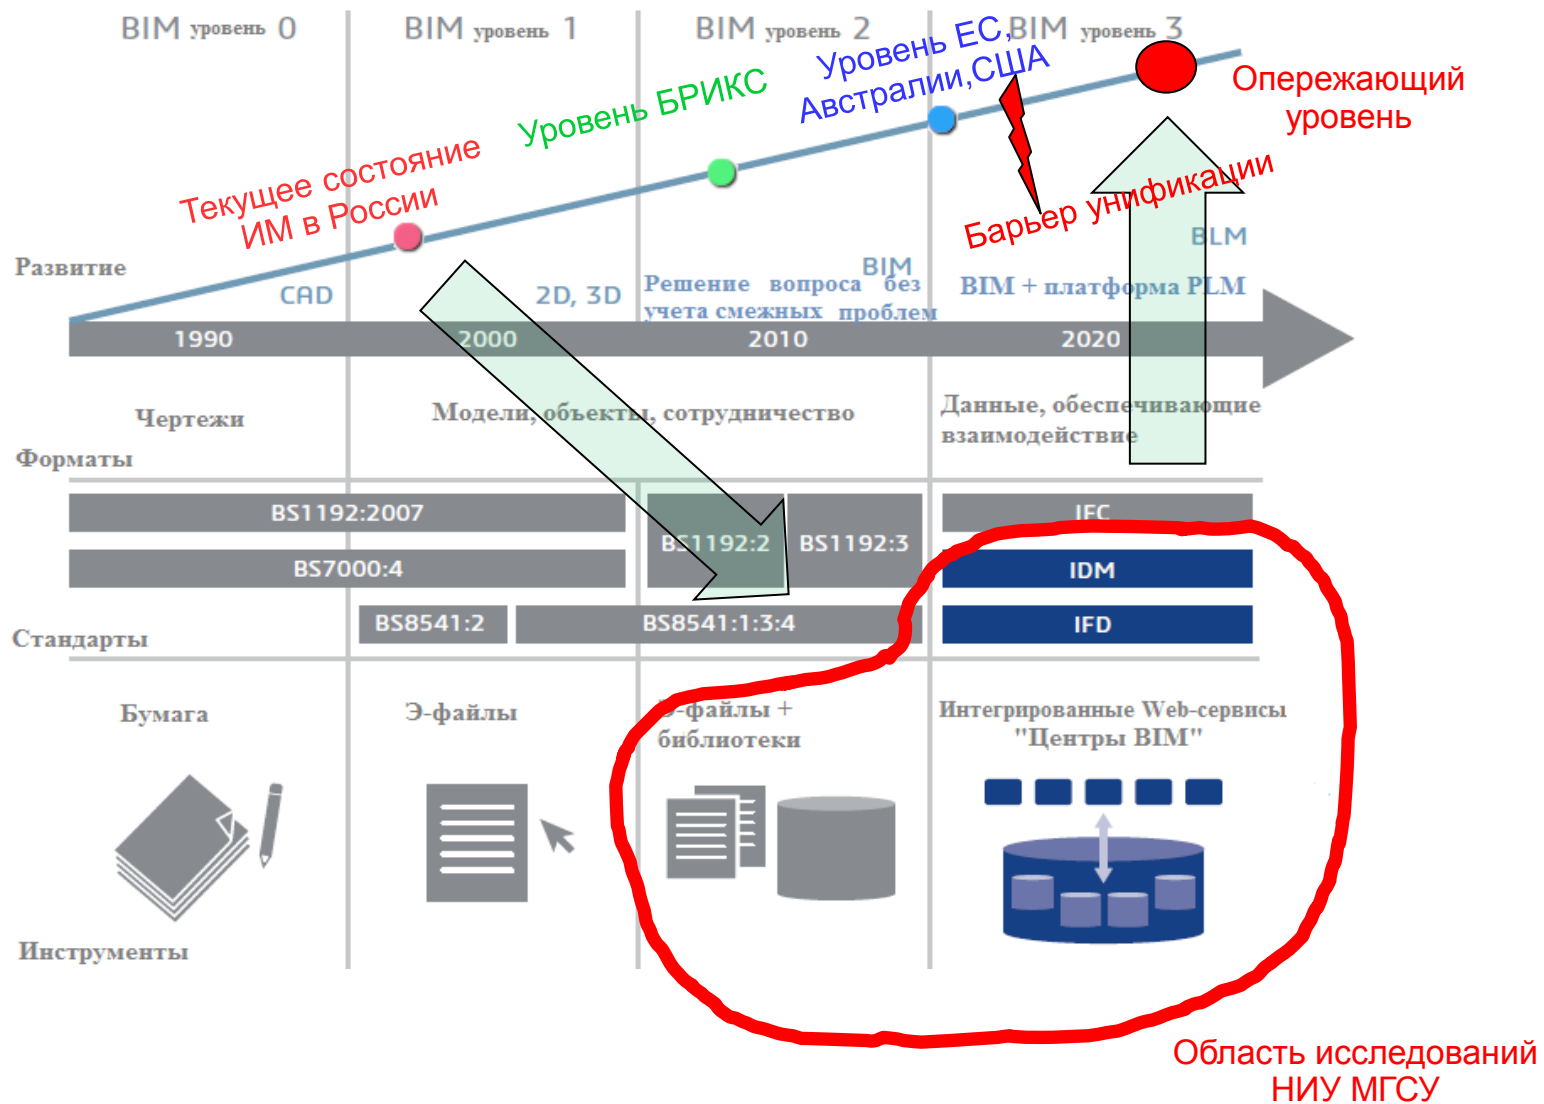 BIM уровень 0
BIM уровень 1
BIM уровень 2
BIM уровень 3
Уровень ЕС,
Австралии,США
Опережающий
уровень
Уровень БРИКС
Текущее состояние
ИМ в России
Барьер унификации
BLM
Развитие
CAD
2D, 3D
BIM
Решение вопроса без
учета смежных проблем
BIM + платформа PLM
1990
2000
2010
2020
Чертежи
Модели, объекты, сотрудничество
Данные, обеспечивающие
взаимодействие
Форматы
BS1192:2007
BS1192:2
BS1192:3
IFC
BS7000:4
IDM
BS8541:2
BS8541:1:3:4
IFD
Стандарты
Бумага
Э-файлы
Э-файлы +
библиотеки
Интегрированные Web-сервисы
"Центры BIM"
Инструменты
Область исследований
НИУ МГСУ